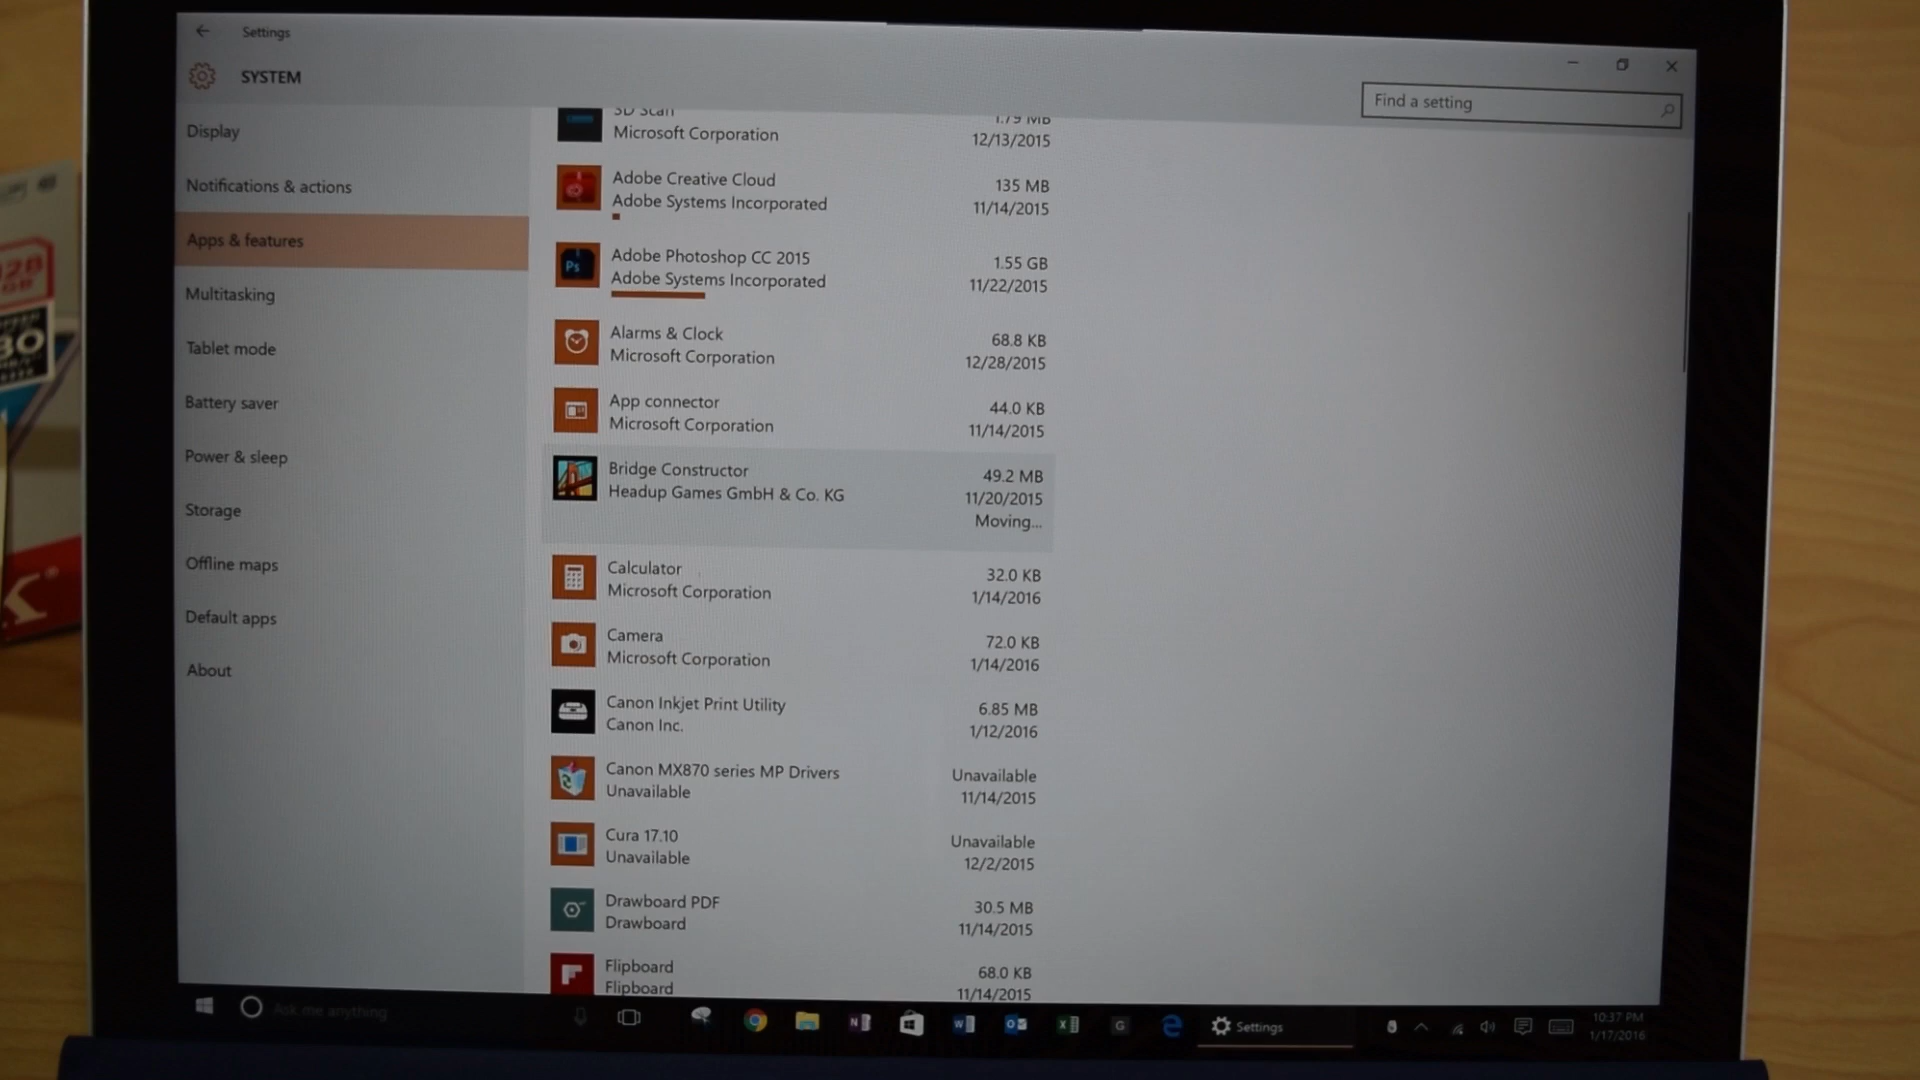 Settings
SYSTEM
Find a setting
Display
Notifications & actions
Apps & features
Multitasking
Tablet mode
Battery saver
Power & sleep
Storage
Offline maps
Default apps
About
3D Scan
1.79 MB
Microsoft Corporation
12/13/2015
Adobe Creative Cloud
135 MB
Adobe Systems Incorporated
11/14/2015
Ps
Adobe Photoshop CC 2015
1.55 GB
Adobe Systems Incorporated
11/22/2015
Alarms & Clock
68.8 KB
Microsoft Corporation
12/28/2015
App connector
44.0 KB
Microsoft Corporation
11/14/2015
Bridge Constructor
49.2 MB
Headup Games GmbH & Co. KG
11/20/2015
Moving...
Calculator
32.0 KB
Microsoft Corporation
1/14/2016
Camera
72.0 KB
Microsoft Corporation
1/14/2016
Canon Inkjet Print Utility
6.85 MB
Canon Inc.
1/12/2016
Canon MX870 series MP Drivers
Unavailable
Unavailable
11/14/2015
Cura 17.10
Unavailable
Unavailable
12/2/2015
Drawboard PDF
30.5 MB
Drawboard
11/14/2015
Flipboard
68.0 KB
Flipboard
11/14/2015
Ask me anything
Settings
10:37 PM
1/17/2016